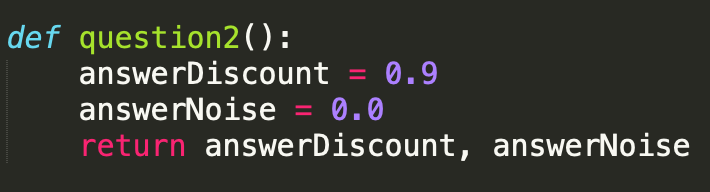 def question2():
    answerDiscount = 0.9
    answerNoise = 0.0
    return answerDiscount, answerNoise